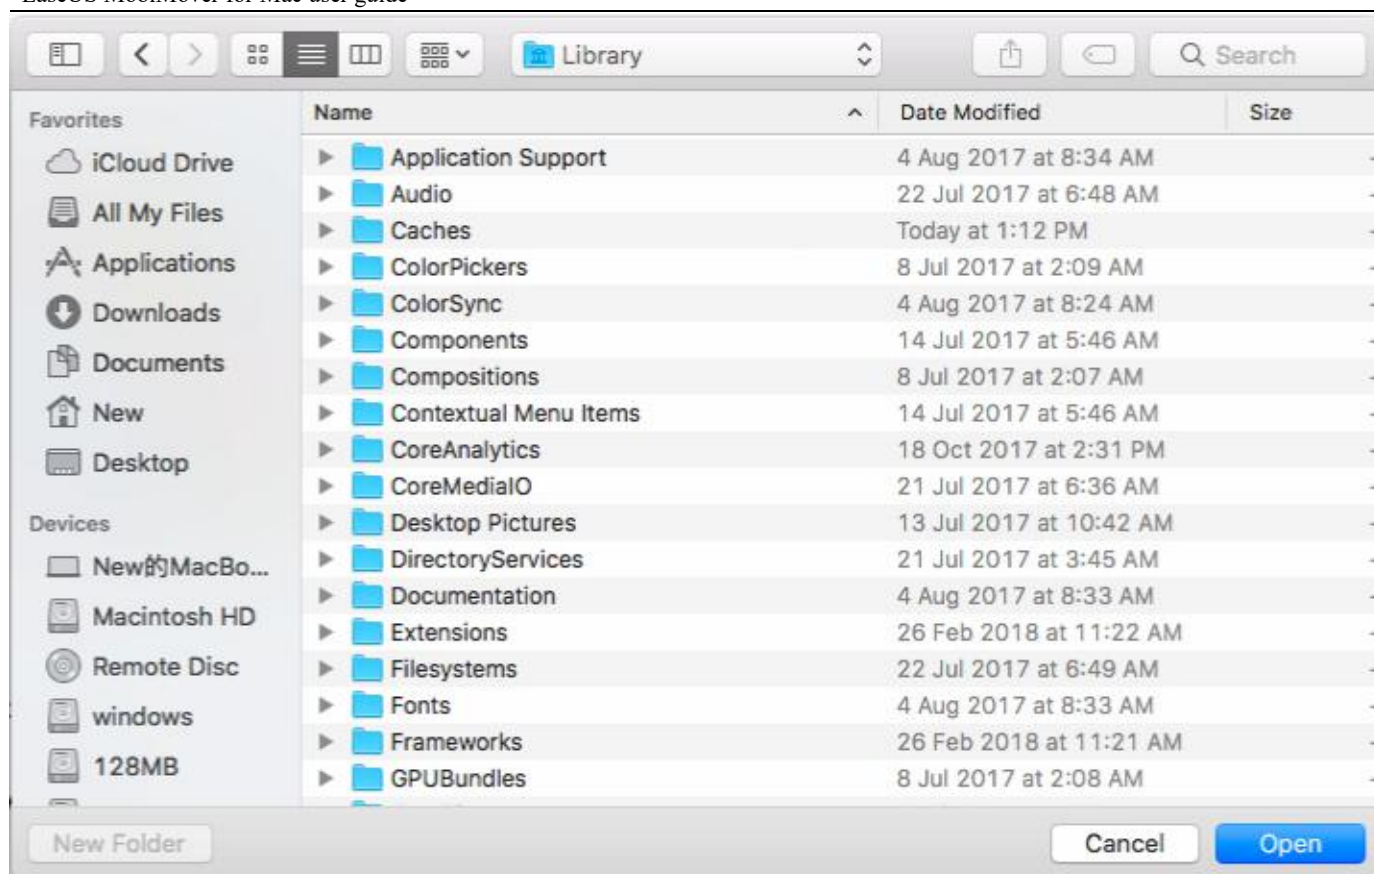 EaseUS MobiMover for Mac user guide
Library
Search
Favorites
iCloud Drive
All My Files
Applications
Downloads
Documents
New
Desktop
Devices
New的MacBo...
Macintosh HD
Remote Disc
windows
128MB
Name Date Modified Size
Application Support 4 Aug 2017 at 8:34 AM
Audio 22 Jul 2017 at 6:48 AM
Caches Today at 1:12 PM
ColorPickers 8 Jul 2017 at 2:09 AM
ColorSync 4 Aug 2017 at 8:24 AM
Components 14 Jul 2017 at 5:46 AM
Compositions 8 Jul 2017 at 2:07 AM
Contextual Menu Items 14 Jul 2017 at 5:46 AM
CoreAnalytics 18 Oct 2017 at 2:31 PM
CoreMediaIO 21 Jul 2017 at 6:36 AM
Desktop Pictures 13 Jul 2017 at 10:42 AM
DirectoryServices 21 Jul 2017 at 3:45 AM
Documentation 4 Aug 2017 at 8:33 AM
Extensions 26 Feb 2018 at 11:22 AM
Filesystems 22 Jul 2017 at 6:49 AM
Fonts 4 Aug 2017 at 8:33 AM
Frameworks 26 Feb 2018 at 11:21 AM
GPUBundles 8 Jul 2017 at 2:08 AM
New Folder
Cancel
Open